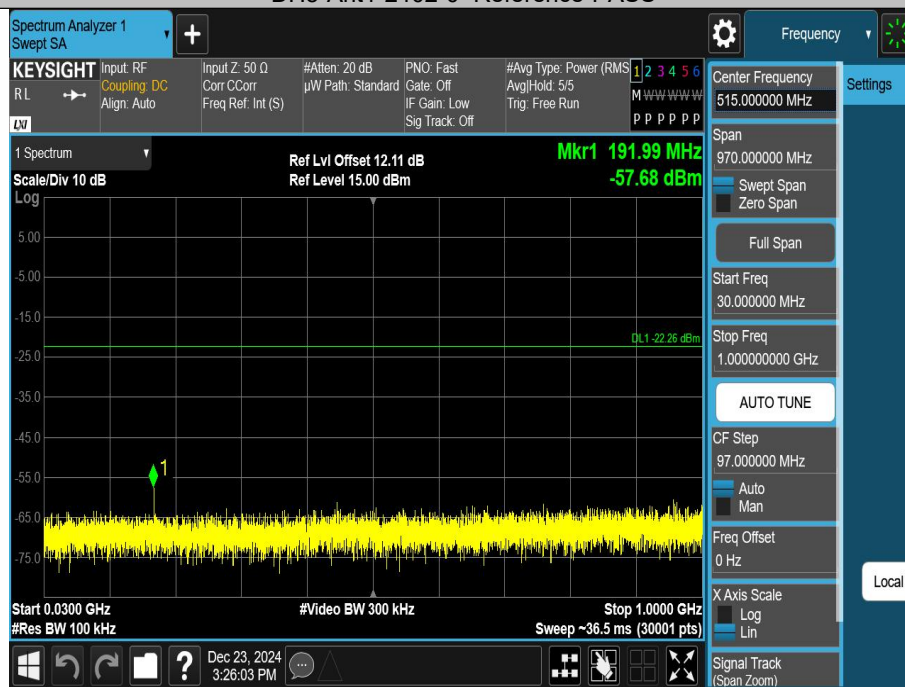 Spectrum Analyzer 1
Swept SA
Frequency
KEYSIGHT
RL
LXI
Input: RF
Coupling: DC
Align: Auto
Input Z: 50 Ω
Corr CCorr
Freq Ref: Int (S)
#Atten: 20 dB
µW Path: Standard
PNO: Fast
Gate: Off
IF Gain: Low
Sig Track: Off
#Avg Type: Power (RMS
Avg|Hold: 5/5
Trig: Free Run
1 2 3 4 5 6
M W W W W W
P P P P P P
1 Spectrum
Scale/Div 10 dB
Log
Ref Lvl Offset 12.11 dB
Ref Level 15.00 dBm
Mkr1 191.99 MHz
-57.68 dBm
5.00
-5.00
-15.0
DL1 -22.26 dBm
-25.0
-35.0
-45.0
1
-55.0
-65.0
-75.0
Start 0.0300 GHz
#Res BW 100 kHz
#Video BW 300 kHz
Stop 1.0000 GHz
Sweep ~36.5 ms (30001 pts)
Dec 23, 2024
3:26:03 PM
Center Frequency
515.000000 MHz
Settings
Span
970.000000 MHz
Swept Span
Zero Span
Full Span
Start Freq
30.000000 MHz
Stop Freq
1.000000000 GHz
AUTO TUNE
CF Step
97.000000 MHz
Auto
Man
Freq Offset
0 Hz
Local
X Axis Scale
Log
Lin
Signal Track
(Span Zoom)